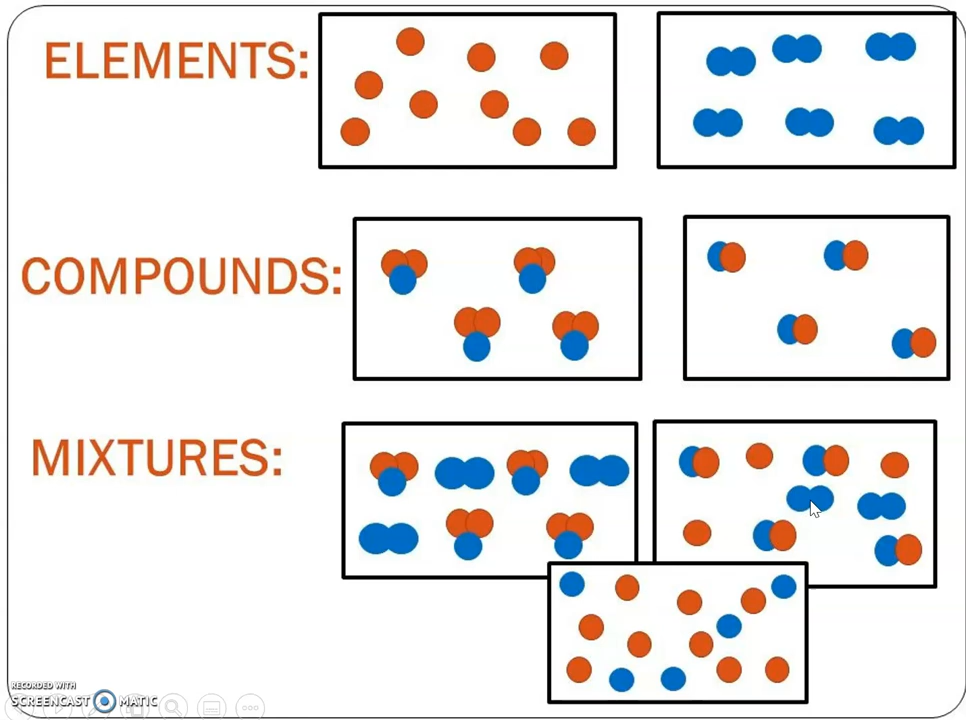 ELEMENTS:
COMPOUNDS:
MIXTURES:
RECORDED WITH
SCREENCAST MATIC